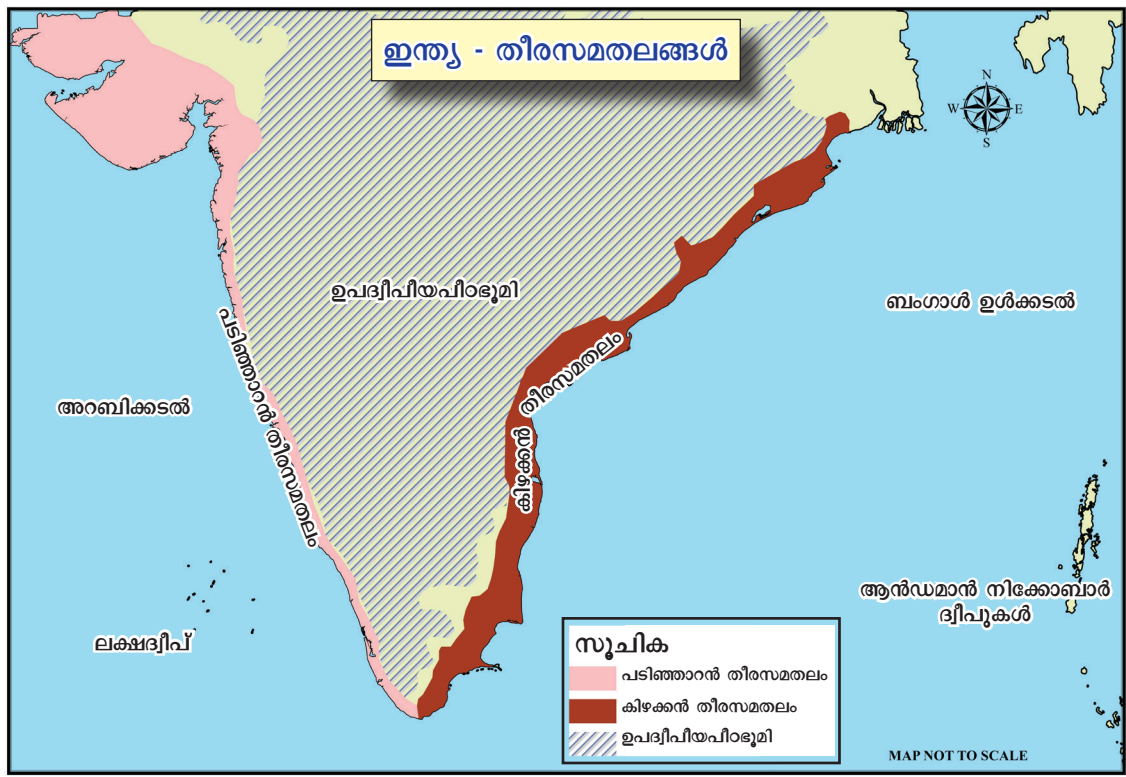 ഇന്ത്യ - തീരസമതലങ്ങൾ
N
W E
S
ഉപദ്വീപീയപീഠഭൂമി
ബംഗാൾ ഉൾക്കടൽ
പടിഞ്ഞാറൻ തീരസമതലം
അറബിക്കടൽ
കിഴക്കൻ തീരസമതലം
ആൻഡമാൻ നിക്കോബാർ
ദ്വീപുകൾ
ലക്ഷദ്വീപ്
സൂചിക
പടിഞ്ഞാറൻ തീരസമതലം
കിഴക്കൻ തീരസമതലം
ഉപദ്വീപീയപീഠഭൂമി
MAP NOT TO SCALE